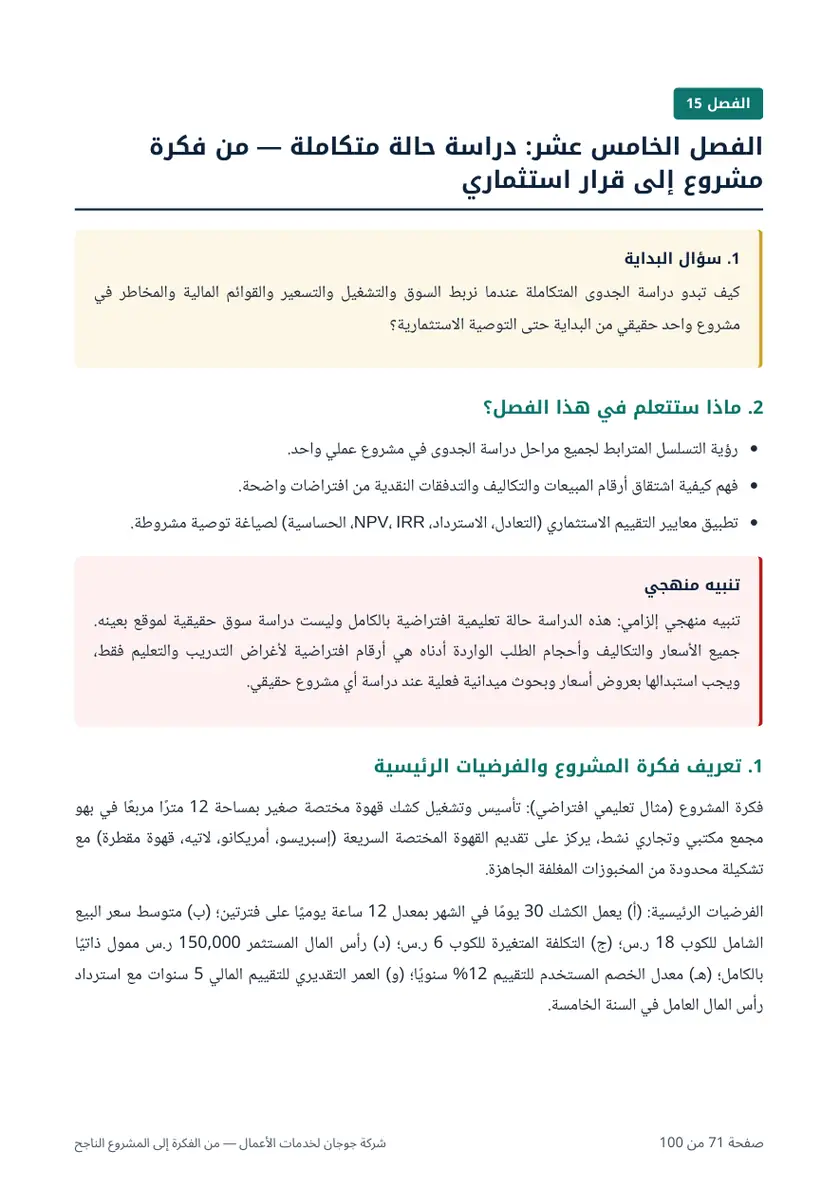 الفصل 15
الفصل الخامس عشر: دراسة حالة متكاملة — من فكرة
مشروع إلى قرار استثماري
1. سؤال البداية
كيف تبدو دراسة الجدوى المتكاملة عندما نربط السوق والتشغيل والتسعير والقوائم المالية والمخاطر في
مشروع واحد حقيقي من البداية حتى التوصية الاستثمارية؟
2. ماذا ستتعلم في هذا الفصل؟
• رؤية التسلسل المترابط لجميع مراحل دراسة الجدوى في مشروع عملي واحد.
• فهم كيفية اشتقاق أرقام المبيعات والتكاليف والتدفقات النقدية من افتراضات واضحة.
• تطبيق معايير التقييم الاستثماري (التعادل، الاسترداد، NPV، IRR، الحساسية) لصياغة توصية مشروطة.
تنبيه منهجي
تنبيه منهجي إلزامي: هذه الدراسة حالة تعليمية افتراضية بالكامل وليست دراسة سوق حقيقية لموقع بعينه.
جميع الأسعار والتكاليف وأحجام الطلب الواردة أدناه هي أرقام افتراضية لأغراض التدريب والتعليم فقط،
ويجب استبدالها بعروض أسعار وبحوث ميدانية فعلية عند دراسة أي مشروع حقيقي.
1. تعريف فكرة المشروع والفرضيات الرئيسية
فكرة المشروع (مثال تعليمي افتراضي): تأسيس وتشغيل كشك قهوة مختصة صغير بمساحة 12 مترًا مربعًا في بهو
مجمع مكتبي وتجاري نشط، يركز على تقديم القهوة المختصة السريعة (إسبريسو، أمريكانو، لاتيه، قهوة مقطرة) مع
تشكيلة محدودة من المخبوزات المغلفة الجاهزة.
الفرضيات الرئيسية: (أ) يعمل الكشك 30 يومًا في الشهر بمعدل 12 ساعة يوميًا على فترتين؛ (ب) متوسط سعر البيع
الشامل للكوب 18 ر.س؛ (ج) التكلفة المتغيرة للكوب 6 ر.س؛ (د) رأس المال المستثمر 150,000 ر.س ممول ذاتيًا
بالكامل؛ (هـ) معدل الخصم المستخدم للتقييم 12% سنويًا؛ (و) العمر التقديري للتقييم المالي 5 سنوات مع استرداد
رأس المال العامل في السنة الخامسة.
صفحة 71 من 100
شركة جوجان لخدمات الأعمال — من الفكرة إلى المشروع الناجح